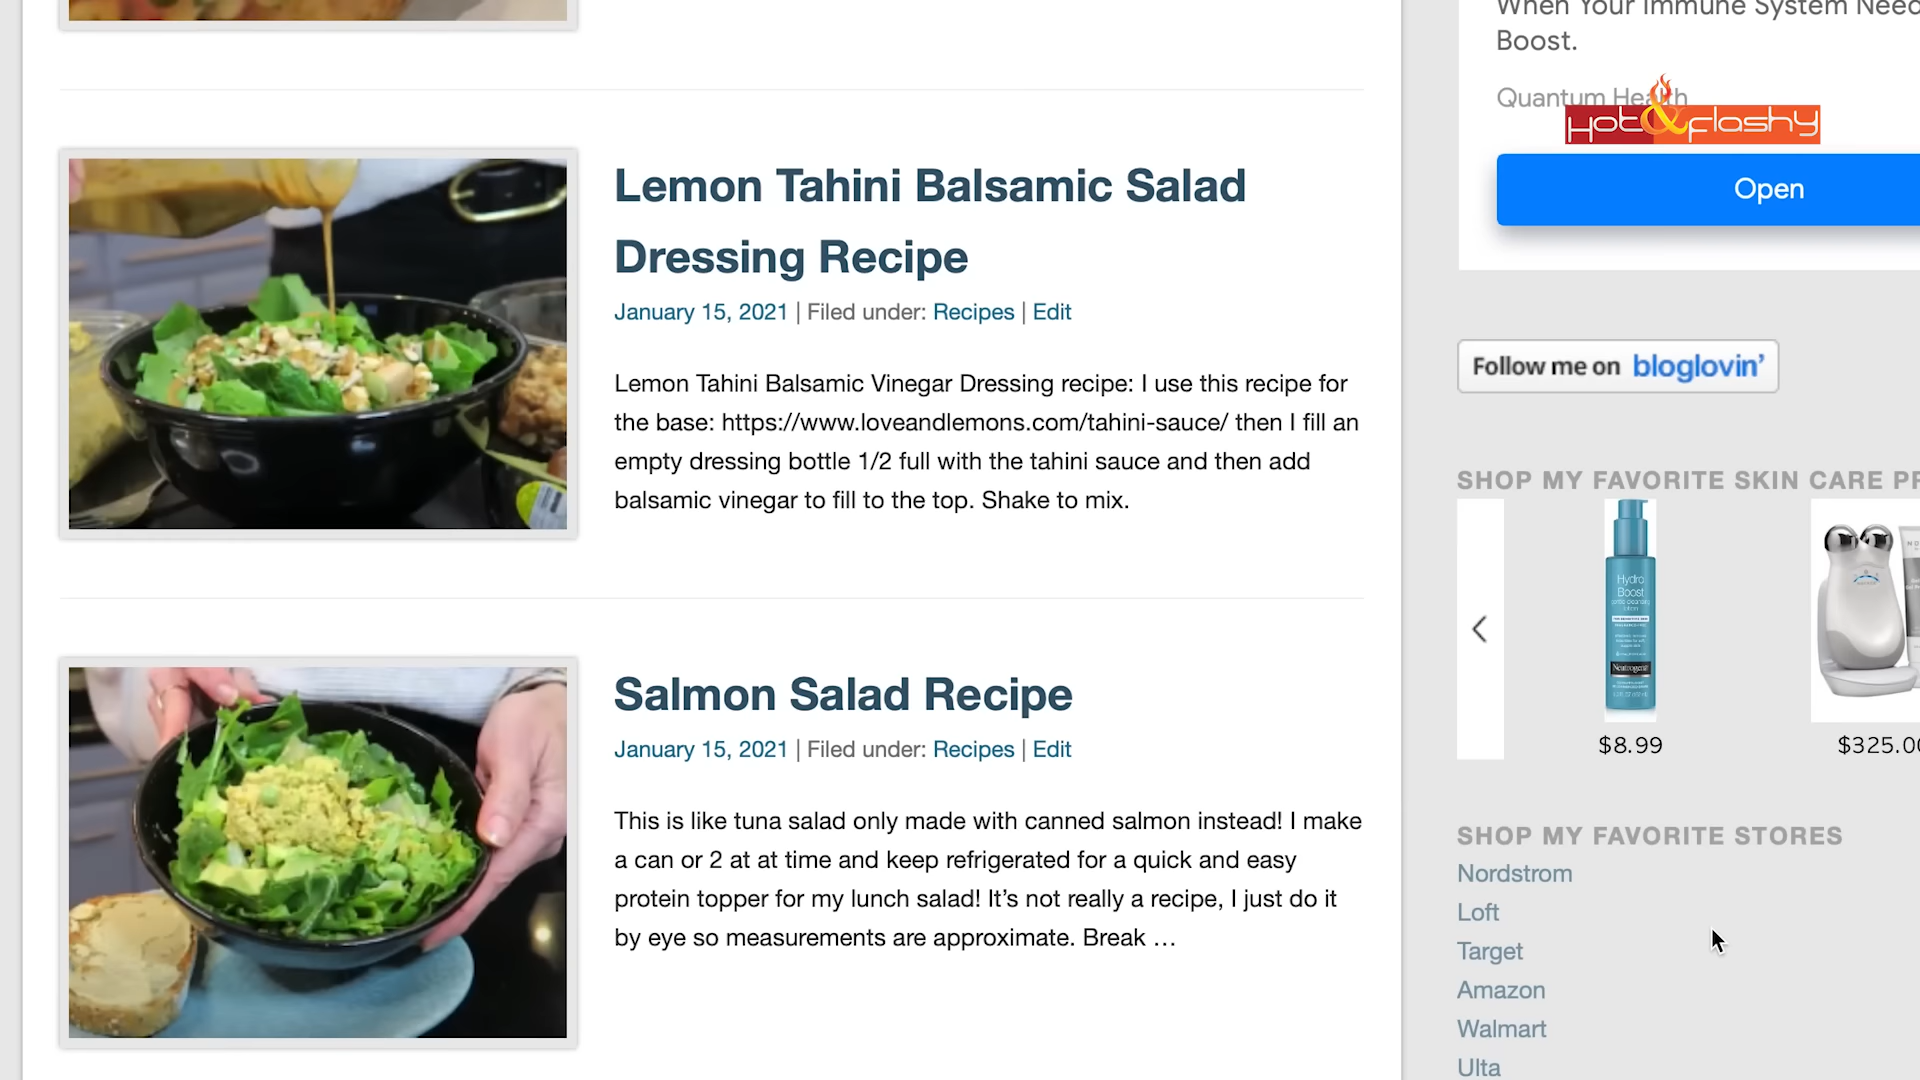 When Your Immune System Need
Boost.
Quantum Health
Hot & flashy
Open
Lemon Tahini Balsamic Salad
Dressing Recipe
January 15, 2021 | Filed under: Recipes | Edit
Lemon Tahini Balsamic Vinegar Dressing recipe: I use this recipe for
the base: https://www.loveandlemons.com/tahini-sauce/ then I fill an
empty dressing bottle 1/2 full with the tahini sauce and then add
balsamic vinegar to fill to the top. Shake to mix.
Follow me on bloglovin’
SHOP MY FAVORITE SKIN CARE PR
Hydro
Boost
Neutrogena
$8.99
$325.00
Salmon Salad Recipe
January 15, 2021 | Filed under: Recipes | Edit
This is like tuna salad only made with canned salmon instead! I make
a can or 2 at at time and keep refrigerated for a quick and easy
protein topper for my lunch salad! It’s not really a recipe, I just do it
by eye so measurements are approximate. Break …
SHOP MY FAVORITE STORES
Nordstrom
Loft
Target
Amazon
Walmart
Ulta